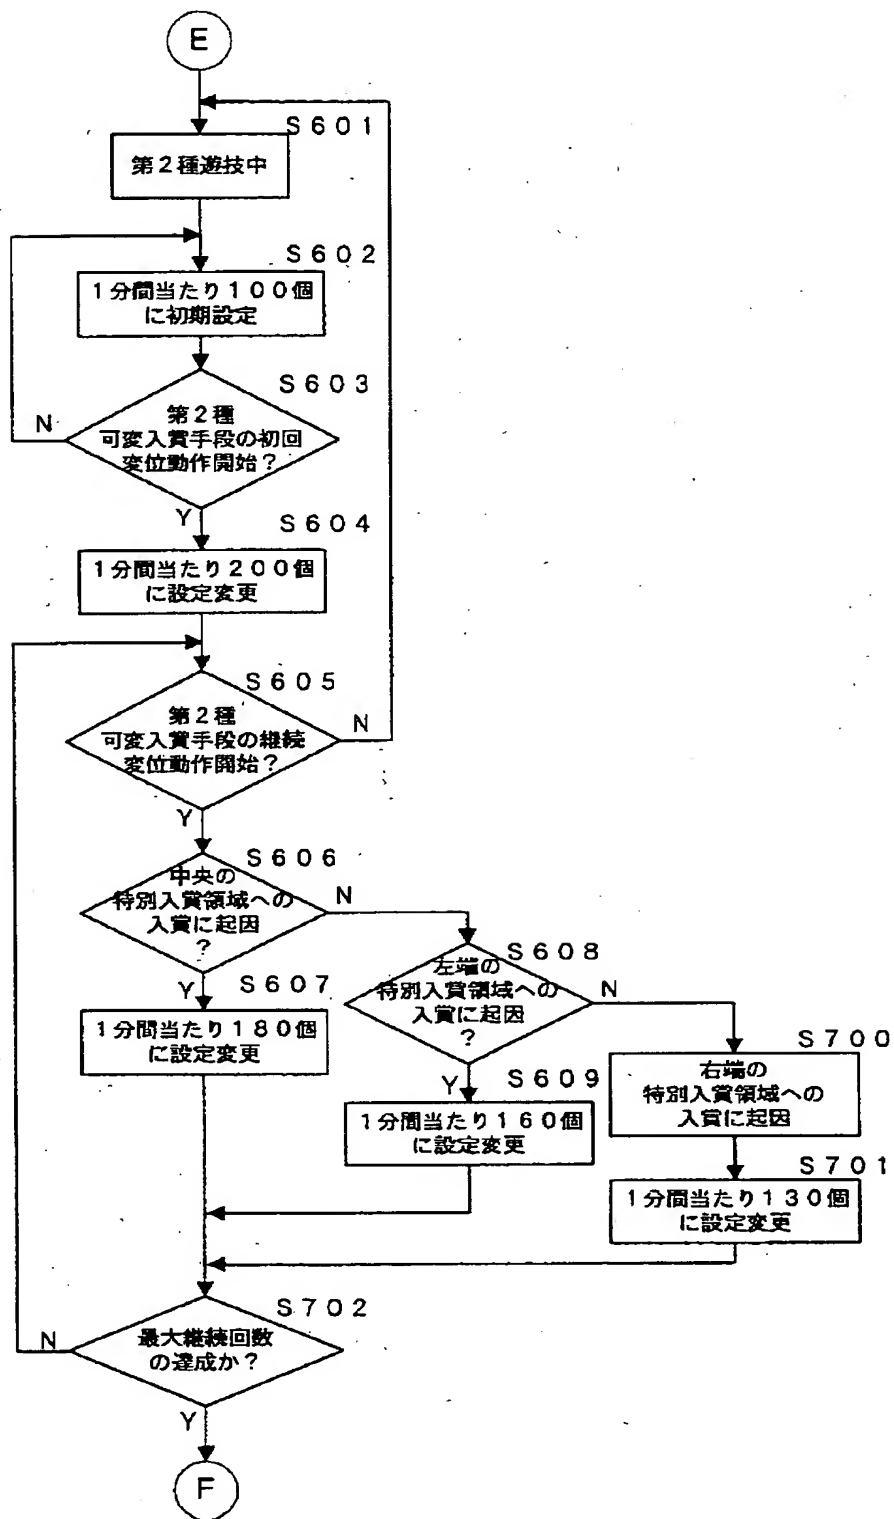 E
S601
第2種遊技中
S602
1分間当たり100個
に初期設定
S603
第2種
可変入賞手段の初回
変位動作開始？
N
Y
S604
1分間当たり200個
に設定変更
S605
第2種
可変入賞手段の継続
変位動作開始？
N
Y
S606
中央の
特別入賞領域への
入賞に起因
？
N
Y
S607
1分間当たり180個
に設定変更
S608
左端の
特別入賞領域への
入賞に起因
？
N
Y
S609
1分間当たり160個
に設定変更
S700
右端の
特別入賞領域への
入賞に起因
S701
1分間当たり130個
に設定変更
S702
最大継続回数
の達成か？
N
Y
F